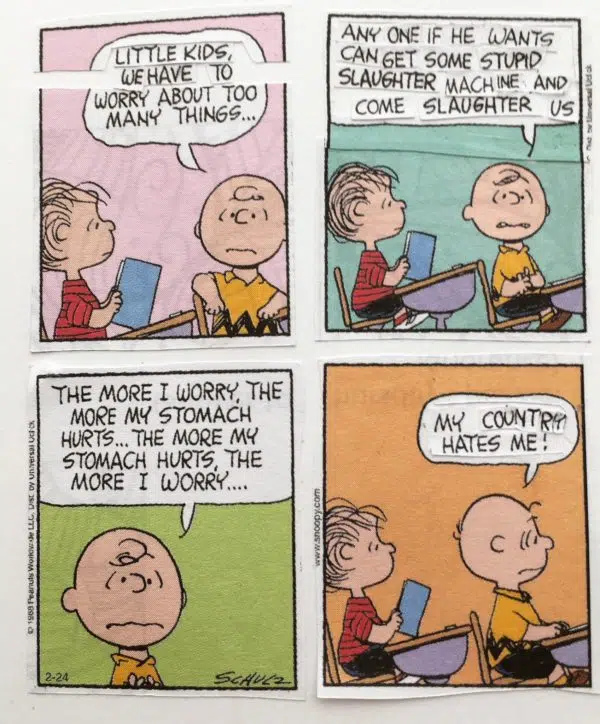 LITTLE KIDS,
WE HAVE TO
WORRY ABOUT TOO
MANY THINGS...
ANY ONE IF HE WANTS
CAN GET SOME STUPID
SLAUGHTER MACHINE AND
COME SLAUGHTER US
THE MORE I WORRY, THE
MORE MY STOMACH
HURTS... THE MORE MY
STOMACH HURTS, THE
MORE I WORRY....
2-24
SCHULZ
MY COUNTRY
HATES ME!
www.snoopy.com